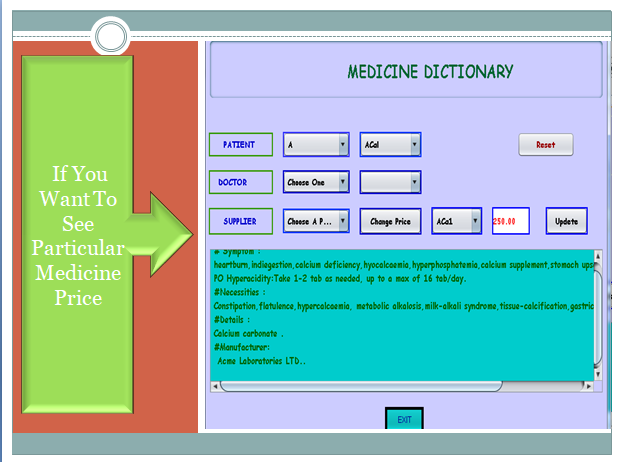 If You
Want To
See
Particular
Medicine
Price
MEDICINE DICTIONARY
PATIENT A ACal Reset
DOCTOR Choose One
SUPPLIER Choose A P... Change Price ACa1 250.00 Update
# Symptom :
heartburn,indiegestion,calcium deficiency,hyocalcaemia,hyperphosphatemia,calcium supplement,stomach upse
PO Hyperacidity:Take 1-2 tab as needed, up to a max of 16 tab/day.
#Necessities :
Constipation,flatulence,hypercalcaemia, metabolic alkalosis,milk-alkali syndrome,tissue-calcification,gastric
#Details :
Calcium carbonate .
#Manufacturer:
Acme Laboratories LTD..
EXIT